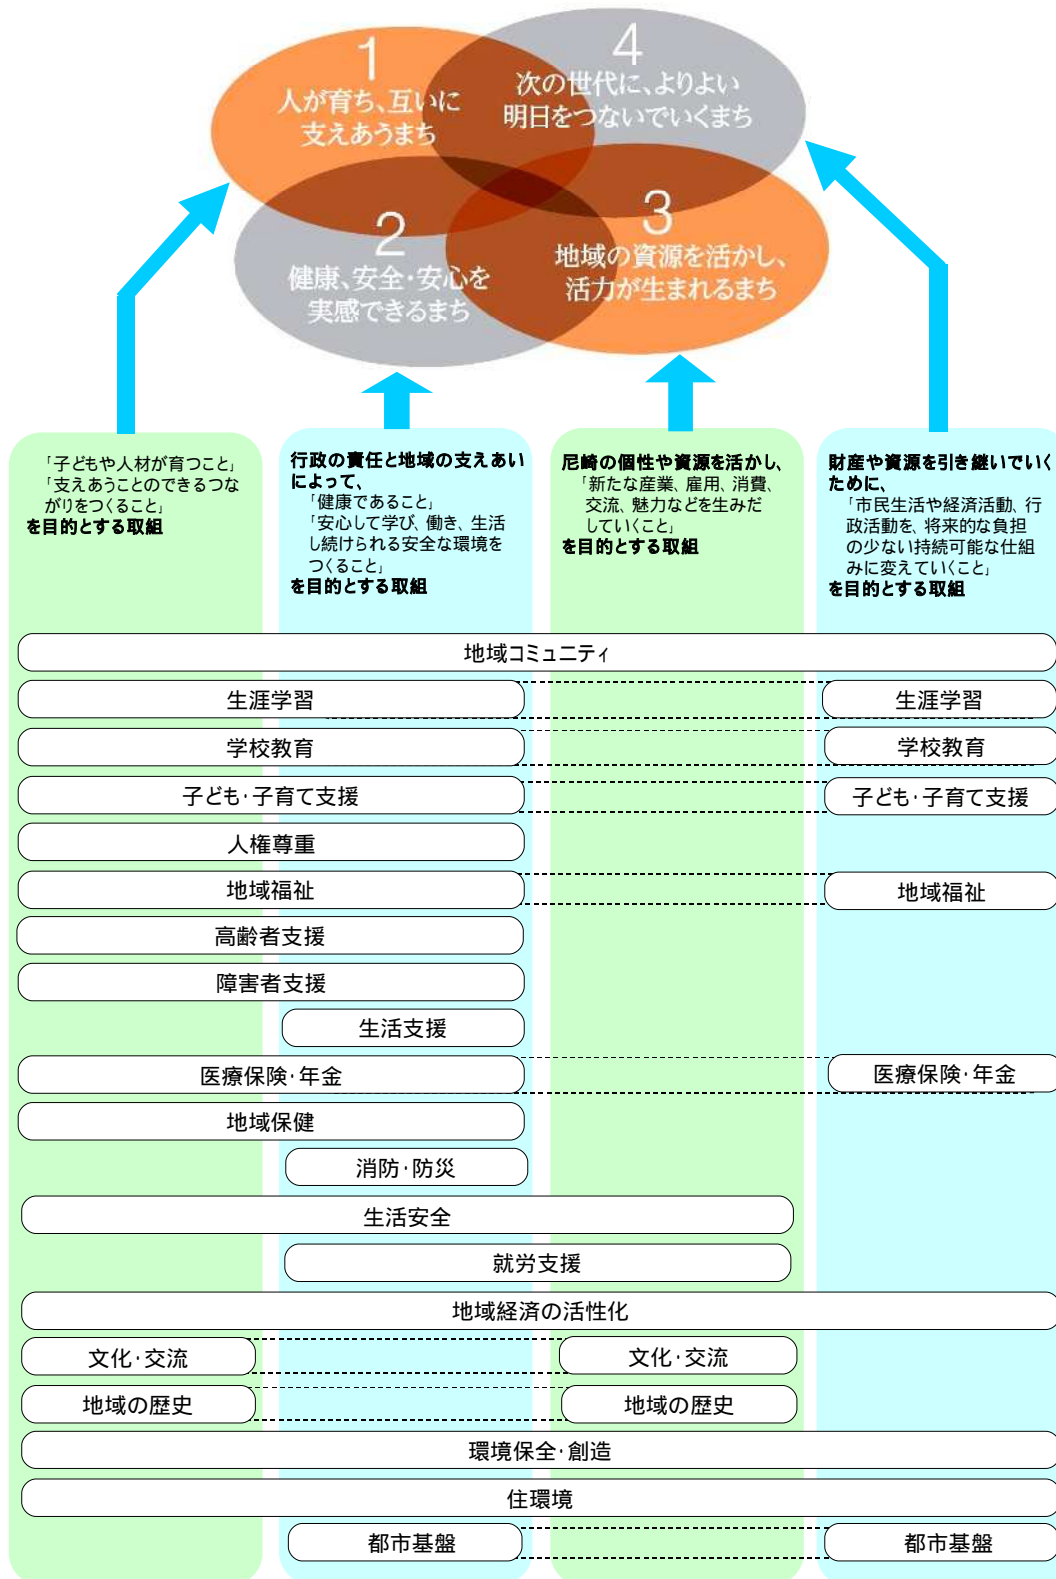 1
人が育ち、互いに
支えあうまち
4
次の世代に、よりよい
明日をつないでいくまち
2
健康、安全・安心を
実感できるまち
3
地域の資源を活かし、
活力が生まれるまち
「子どもや人材が育つこと」
「支えあうことのできるつな
がりをつくること」
を目的とする取組
行政の責任と地域の支えあい
によって、
「健康であること」
「安心して学び、働き、生活
し続けられる安全な環境を
つくること」
を目的とする取組
尼崎の個性や資源を活かし、
「新たな産業、雇用、消費、
交流、魅力などを生みだ
していくこと」
を目的とする取組
財産や資源を引き継いでいく
ために、
「市民生活や経済活動、行
政活動を、将来的な負担
の少ない持続可能な仕組
みに変えていくこと」
を目的とする取組
地域コミュニティ
生涯学習 生涯学習
学校教育 学校教育
子ども・子育て支援 子ども・子育て支援
人権尊重
地域福祉 地域福祉
高齢者支援
障害者支援
生活支援
医療保険・年金 医療保険・年金
地域保健
消防・防災
生活安全
就労支援
地域経済の活性化
文化・交流 文化・交流
地域の歴史 地域の歴史
環境保全・創造
住環境
都市基盤 都市基盤